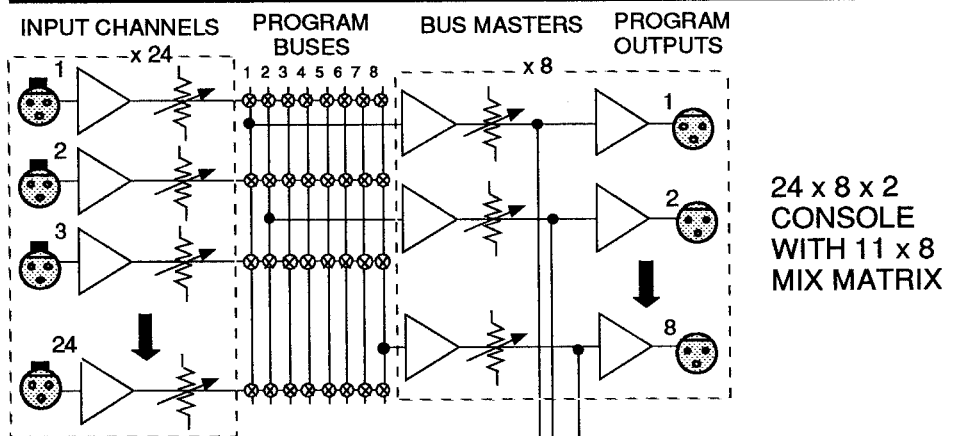 INPUT CHANNELS
PROGRAM
BUSES
BUS MASTERS
PROGRAM
OUTPUTS
x 24
x 8
1 2 3 4 5 6 7 8
1
2
3
24
1
2
8
24 x 8 x 2
CONSOLE
WITH 11 x 8
MIX MATRIX